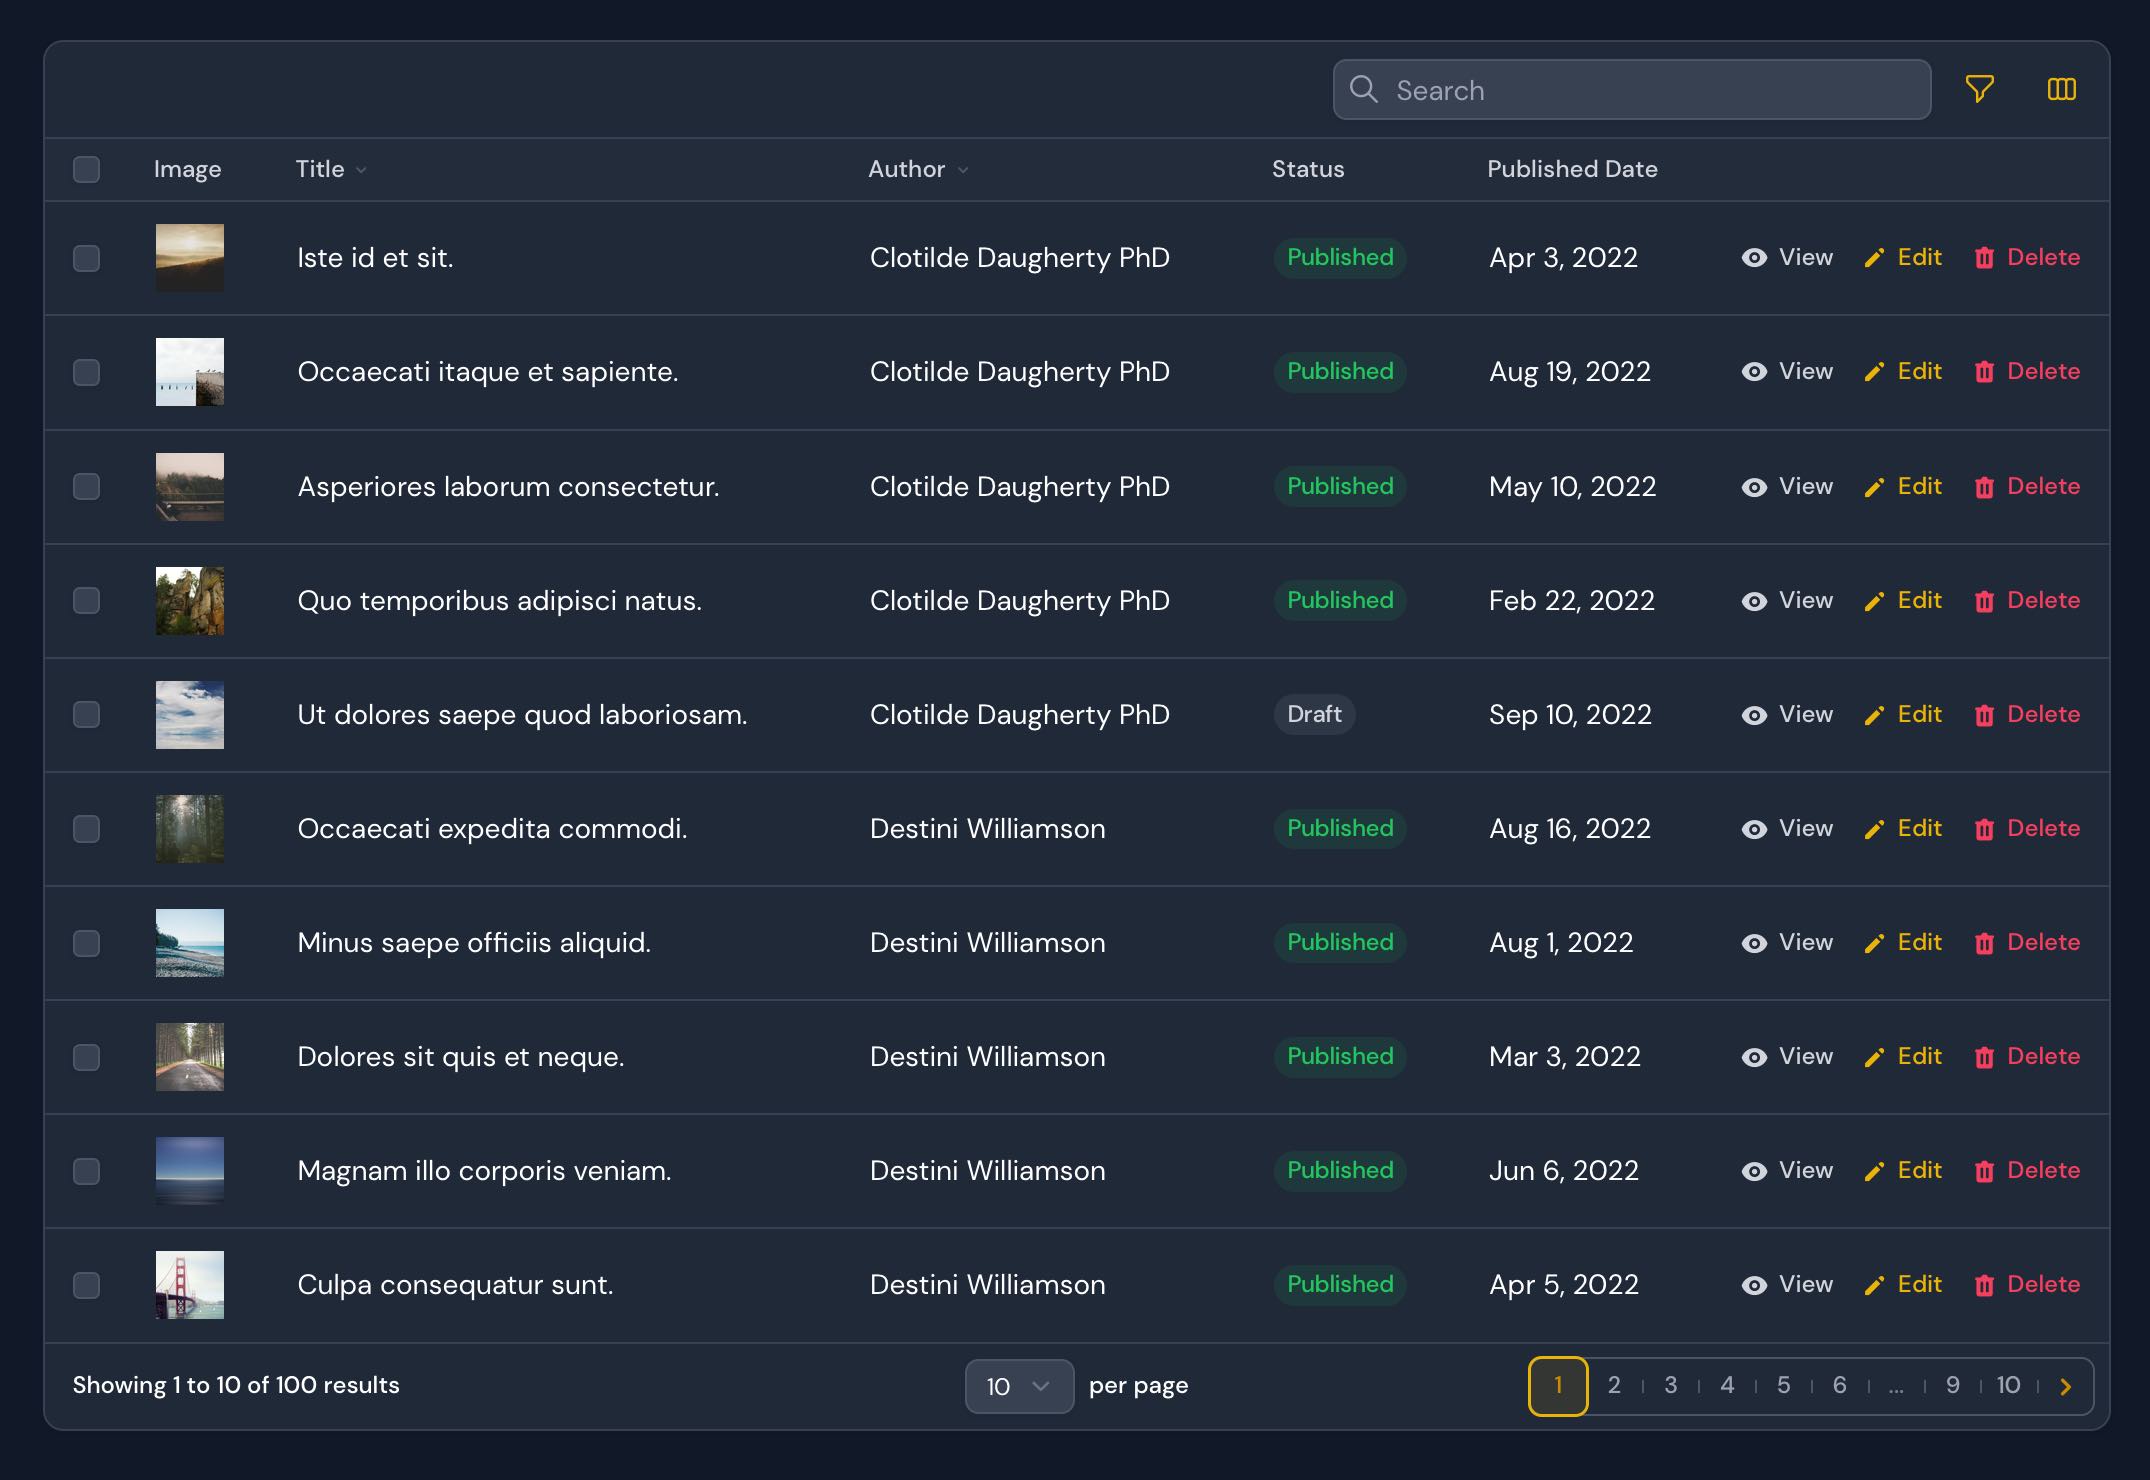 Search
Image Title Author Status Published Date
Iste id et sit. Clotilde Daugherty PhD Published Apr 3, 2022 View Edit Delete
Occaecati itaque et sapiente. Clotilde Daugherty PhD Published Aug 19, 2022 View Edit Delete
Asperiores laborum consectetur. Clotilde Daugherty PhD Published May 10, 2022 View Edit Delete
Quo temporibus adipisci natus. Clotilde Daugherty PhD Published Feb 22, 2022 View Edit Delete
Ut dolores saepe quod laboriosam. Clotilde Daugherty PhD Draft Sep 10, 2022 View Edit Delete
Occaecati expedita commodi. Destini Williamson Published Aug 16, 2022 View Edit Delete
Minus saepe officiis aliquid. Destini Williamson Published Aug 1, 2022 View Edit Delete
Dolores sit quis et neque. Destini Williamson Published Mar 3, 2022 View Edit Delete
Magnam illo corporis veniam. Destini Williamson Published Jun 6, 2022 View Edit Delete
Culpa consequatur sunt. Destini Williamson Published Apr 5, 2022 View Edit Delete
Showing 1 to 10 of 100 results 10 per page 1 2 3 4 5 6 ... 9 10